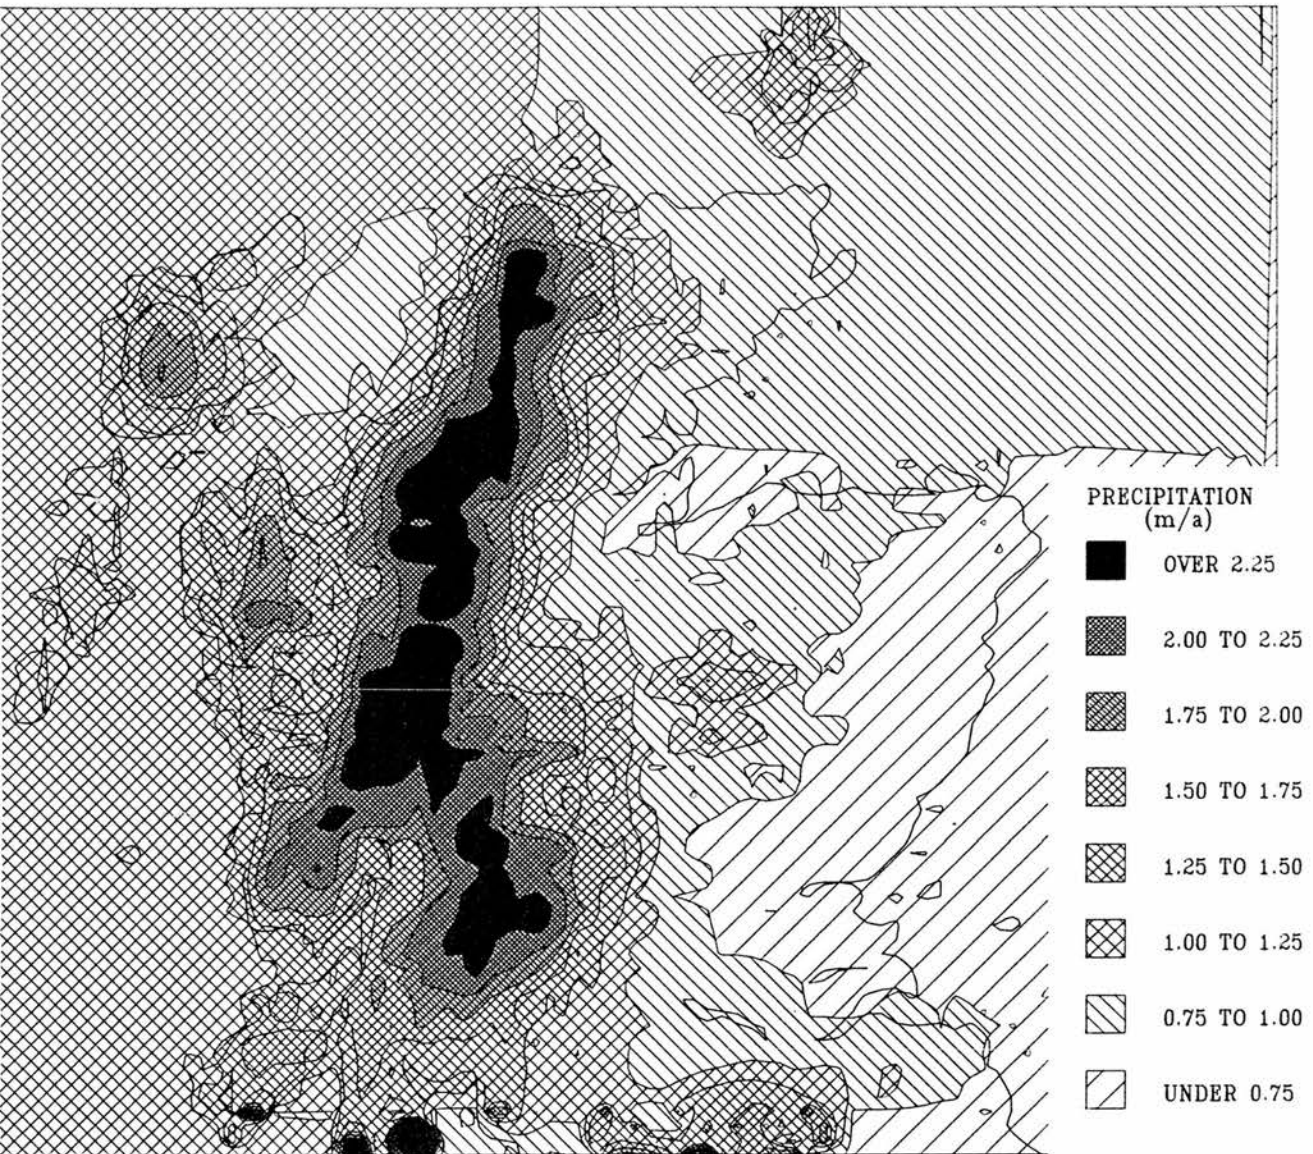 PRECIPITATION
(m/a)
OVER 2.25
2.00 TO 2.25
1.75 TO 2.00
1.50 TO 1.75
1.25 TO 1.50
1.00 TO 1.25
0.75 TO 1.00
UNDER 0.75